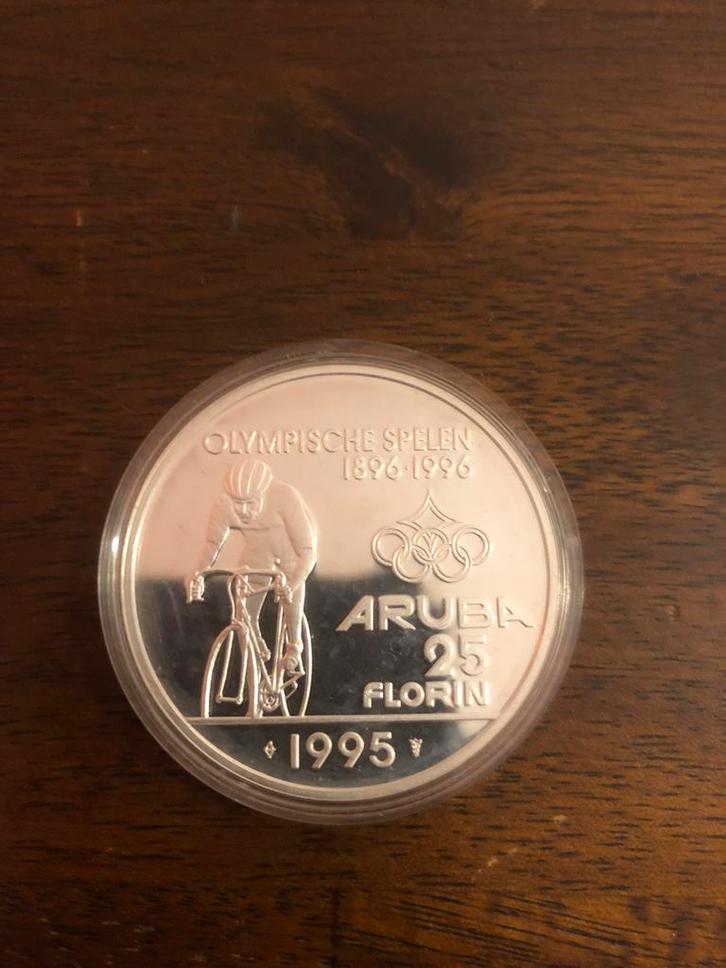 OLYMPISCHE SPELEN
1896·1996
ARUBA
25
FLORIN
1995